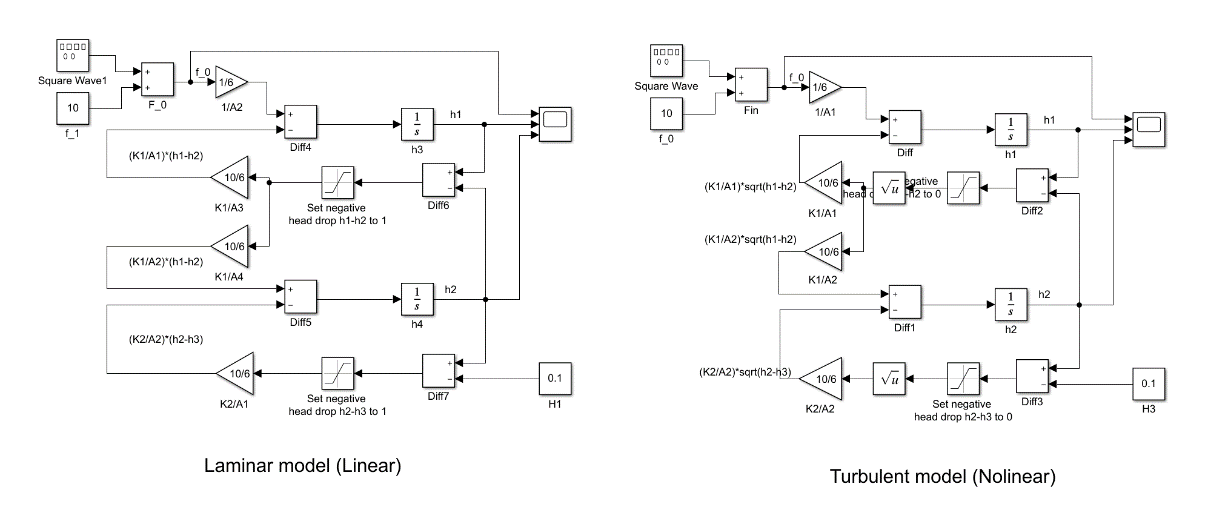 Square Wave1
10
f_1
+
+
F_0
f_0
1/6
1/A2
+
−
Diff4
1
s
h3
h1
(K1/A1)*(h1-h2)
10/6
K1/A3
Set negative
head drop h1-h2 to 1
+
−
Diff6
10/6
K1/A4
(K1/A2)*(h1-h2)
+
−
Diff5
1
s
h4
h2
(K2/A2)*(h2-h3)
10/6
K2/A1
Set negative
head drop h2-h3 to 1
+
−
Diff7
0.1
H1
Laminar model (Linear)
Square Wave
10
f_0
+
+
Fin
f_0
1/6
1/A1
+
−
Diff
1
s
h1
h1
(K1/A1)*sqrt(h1-h2)
10/6
K1/A1
√u
to 0
+
−
Diff2
(K1/A2)*sqrt(h1-h2)
10/6
K1/A2
+
−
Diff1
1
s
h2
h2
(K2/A2)*sqrt(h2-h3)
10/6
K2/A2
√u
Set negative
head drop h2-h3 to 0
+
−
Diff3
0.1
H3
Turbulent model (Nolinear)